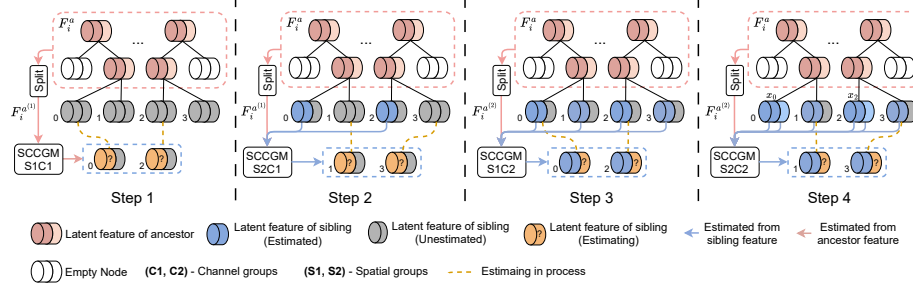 F_i^a ...
Split
F_i^{a^{(1)}}
0 1 2 3
SCCGM
S1C1
0 ? 2 ?
Step 1
F_i^a ...
Split
F_i^{a^{(1)}}
0 1 2 3
SCCGM
S2C1
1 ? 3 ?
Step 2
F_i^a ...
Split
F_i^{a^{(2)}}
0 1 2 3
SCCGM
S1C2
0 ? 2 ?
Step 3
F_i^a ...
Split
F_i^{a^{(2)}}
x_0 x_2
0 1 2 3
SCCGM
S2C2
1 ? 3 ?
Step 4
Latent feature of ancestor
Latent feature of sibling
(Estimated)
Latent feature of sibling
(Unestimated)
? Latent feature of sibling
(Estimating)
Estimated from
sibling feature
Estimated from
ancestor feature
Empty Node
(C1, C2) - Channel groups
(S1, S2) - Spatial groups
Estimaing in process